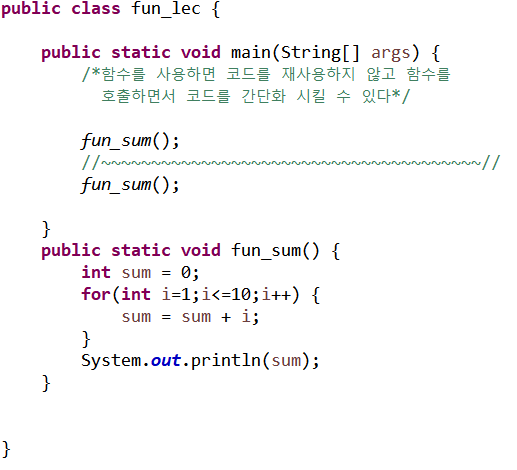 public class fun_lec {
public static void main(String[] args) {
/*함수를 사용하면 코드를 재사용하지 않고 함수를
호출하면서 코드를 간단화 시킬 수 있다*/
fun_sum();
//~~~~~~~~~~~~~~~~~~~~~~~~~~~~~~~~~~~~~~//
fun_sum();
}
public static void fun_sum() {
int sum = 0;
for(int i=1;i<=10;i++) {
sum = sum + i;
}
System.out.println(sum);
}
}